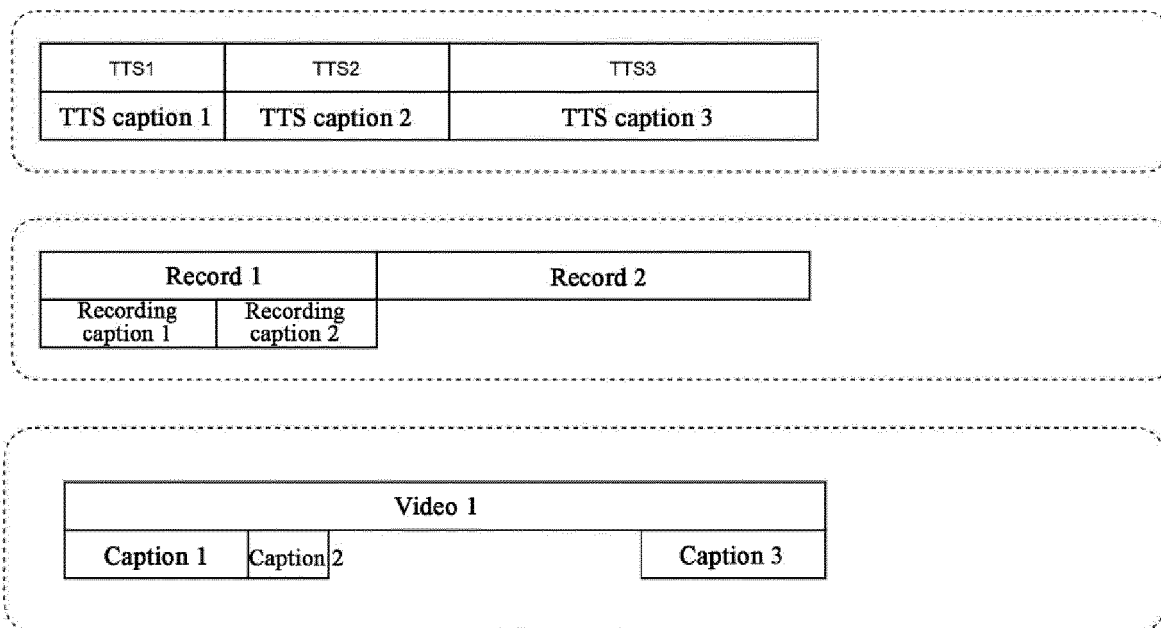 TTS1 TTS2 TTS3
TTS caption 1 TTS caption 2 TTS caption 3
Record 1 Record 2
Recording Recording
caption 1 caption 2
Video 1
Caption 1 Caption 2 Caption 3